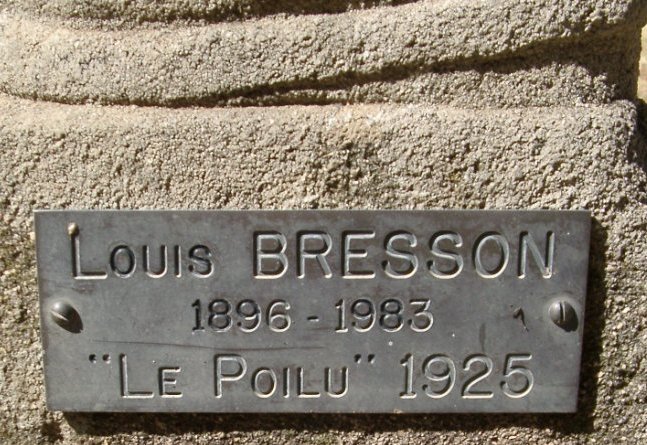 Louis BRESSON
1896 - 1983
"Le Poilu" 1925